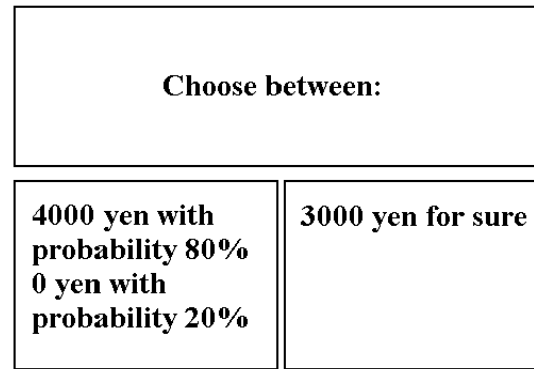 Choose between:
4000 yen with
probability 80%
0 yen with
probability 20%
3000 yen for sure